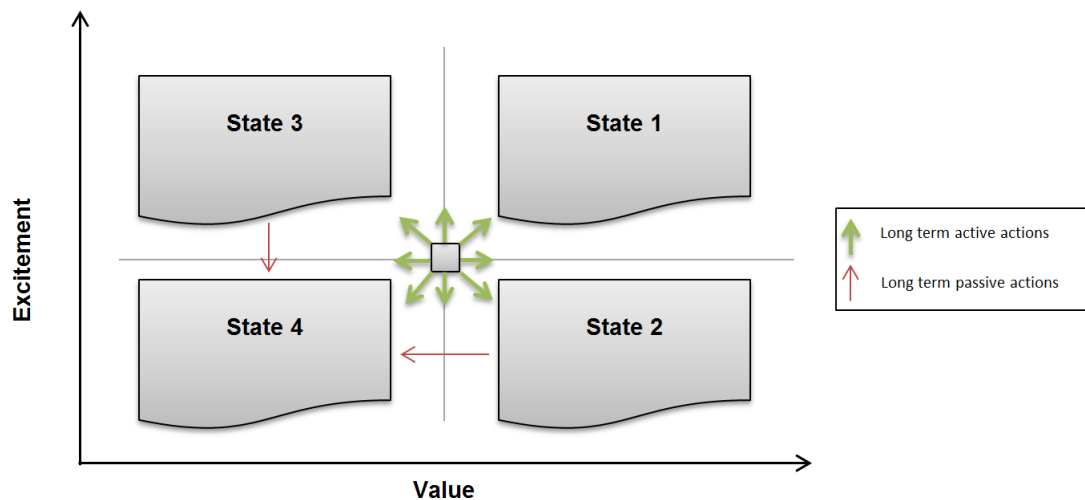 State 3
State 1
Excitement
Long term active actions
Long term passive actions
State 4
State 2
Value